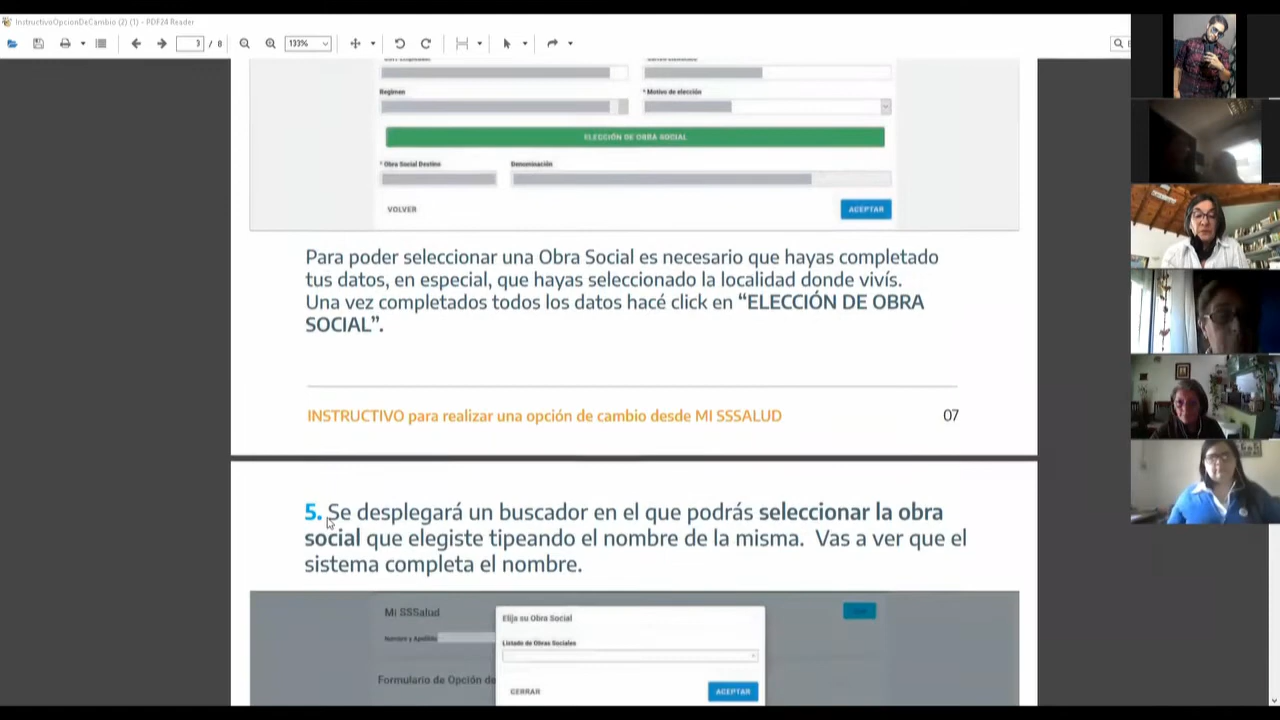 InstructivoOpcionDeCambio (2) (1) - PDF24 Reader
3 / 8
133%
Regimen
* Motivo de elección
ELECCIÓN DE OBRA SOCIAL
* Obra Social Destino
Denominación
VOLVER
ACEPTAR
Para poder seleccionar una Obra Social es necesario que hayas completado
tus datos, en especial, que hayas seleccionado la localidad donde vivís.
Una vez completados todos los datos hacé click en “ELECCIÓN DE OBRA
SOCIAL”.
INSTRUCTIVO para realizar una opción de cambio desde MI SSSALUD
07
5. Se desplegará un buscador en el que podrás seleccionar la obra
social que elegiste tipeando el nombre de la misma. Vas a ver que el
sistema completa el nombre.
Mi SSSalud
Nombre y Apellido
Formulario de Opción de
Elija su Obra Social
Listado de Obras Sociales
CERRAR
ACEPTAR